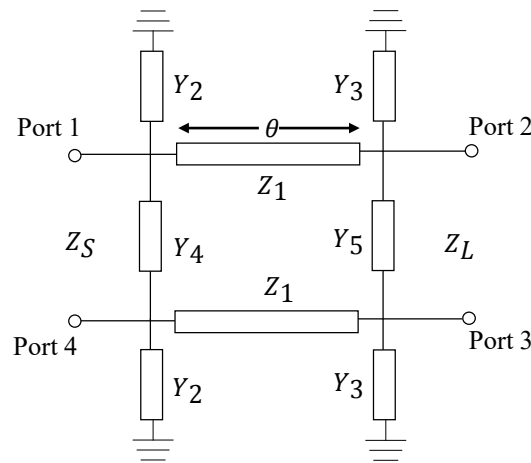 Y2 Y3
Port 1 θ Port 2
Z1
ZS Y4 Y5 ZL
Z1
Port 4 Port 3
Y2 Y3